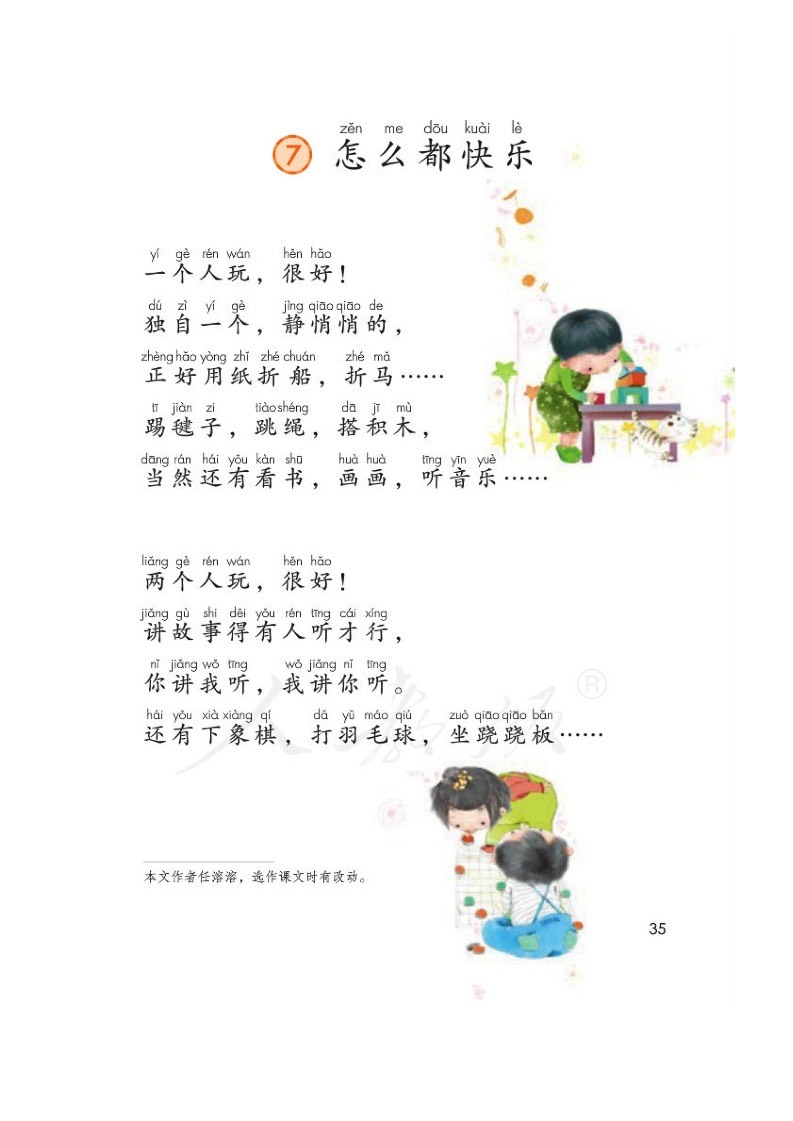 zěn me dōu kuài lè
7 怎么都快乐
yí gè rén wán hěn hǎo
一个人玩，很好！
dú zì yí gè jìng qiāo qiāo de
独自一个，静悄悄的，
zhèng hǎo yòng zhǐ zhé chuán zhé mǎ
正好用纸折船，折马……
tī jiàn zi tiào shéng dā jī mù
踢毽子，跳绳，搭积木，
dāng rán hái yǒu kàn shū huà huà tīng yīn yuè
当然还有看书，画画，听音乐……
liǎng gè rén wán hěn hǎo
两个人玩，很好！
jiǎng gù shi děi yǒu rén tīng cái xíng
讲故事得有人听才行，
nǐ jiǎng wǒ tīng wǒ jiǎng nǐ tīng
你讲我听，我讲你听。
hái yǒu xià xiàng qí dǎ yǔ máo qiú zuò qiāo qiāo bǎn
还有下象棋，打羽毛球，坐跷跷板……
人教版®
本文作者任溶溶，选作课文时有改动。
35